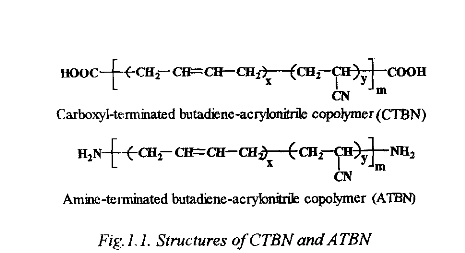 HOOC-[-(-CH2-CH=CH-CH2)x-(CH2-CH)y-]m-COOH
CN
Carboxyl-terminated butadiene-acrylonitrile copolymer (CTBN)
H2N-[-(-CH2-CH=CH-CH2)x-(CH2-CH)y-]m-NH2
CN
Amine-terminated butadiene-acrylonitrile copolymer (ATBN)
Fig.1.1. Structures of CTBN and ATBN